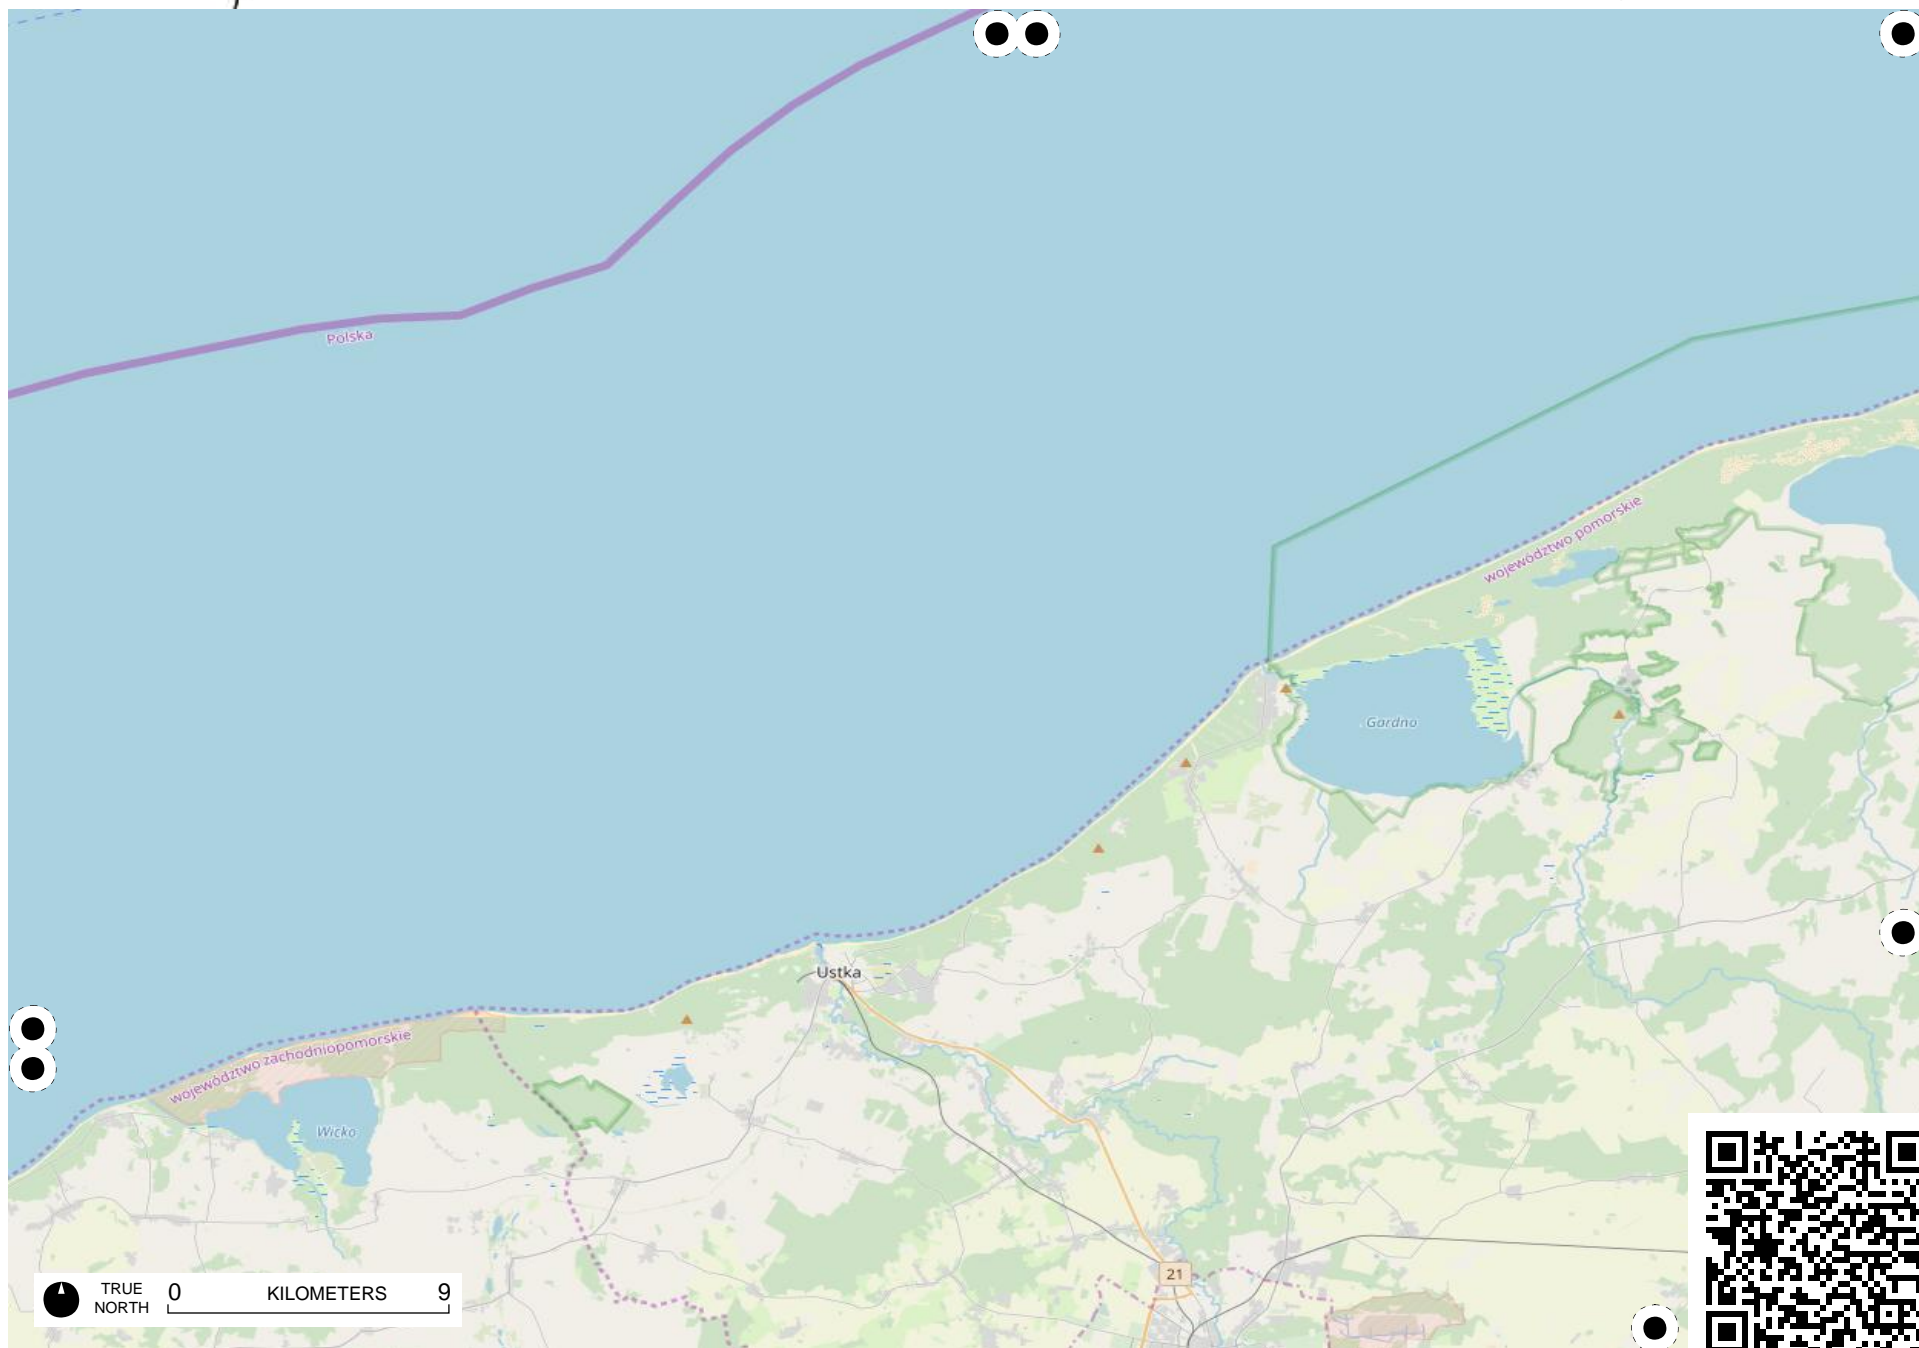 Polska
województwo pomorskie
Gardno
Ustka
województwo zachodniopomorskie
Wicko
21
TRUE
NORTH
0 KILOMETERS 9